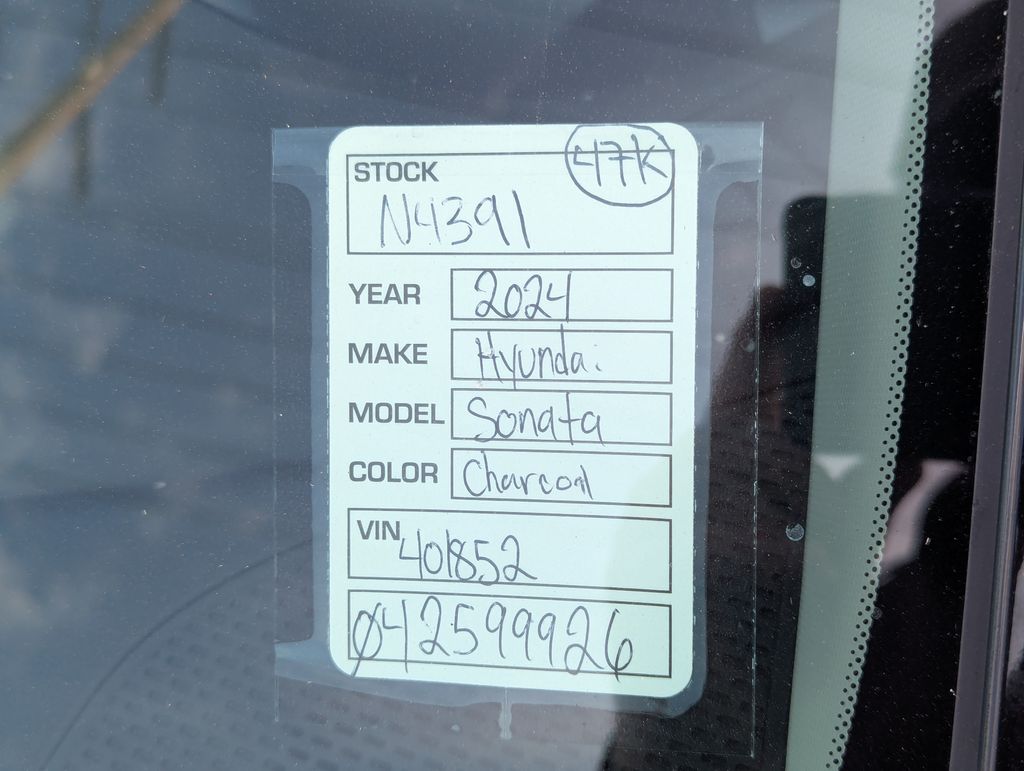 47K
STOCK
N4391
YEAR 2024
MAKE Hyundai
MODEL Sonata
COLOR Charcoal
VIN 401852
042599926